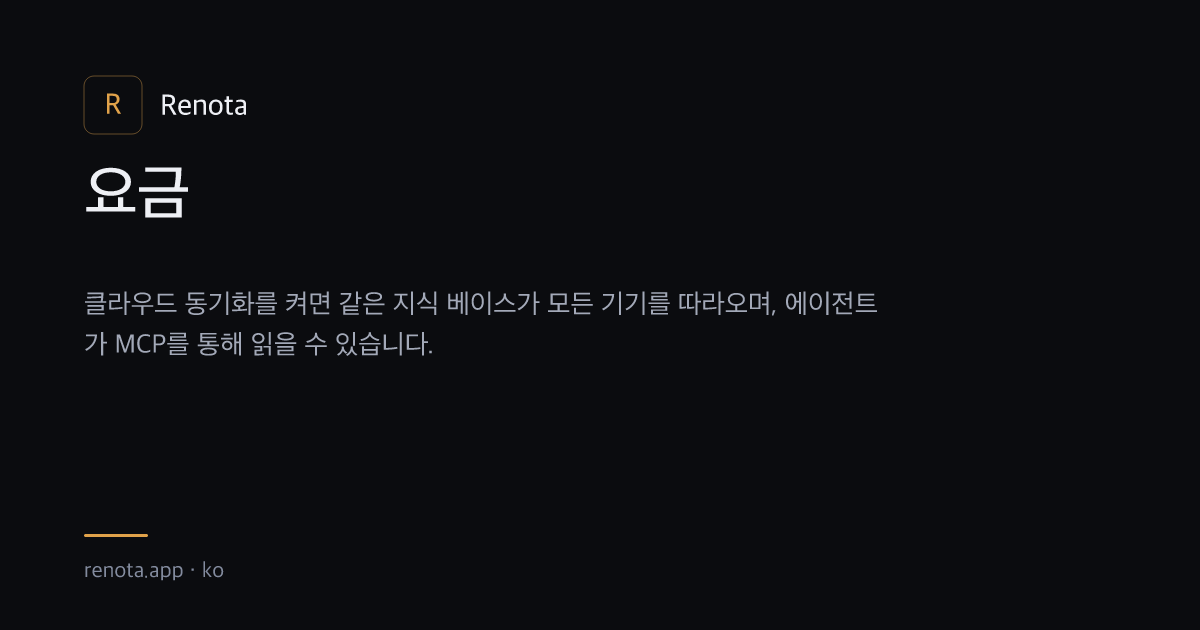 R Renota
요금
클라우드 동기화를 켜면 같은 지식 베이스가 모든 기기를 따라오며, 에이전트
가 MCP를 통해 읽을 수 있습니다.
renota.app · ko